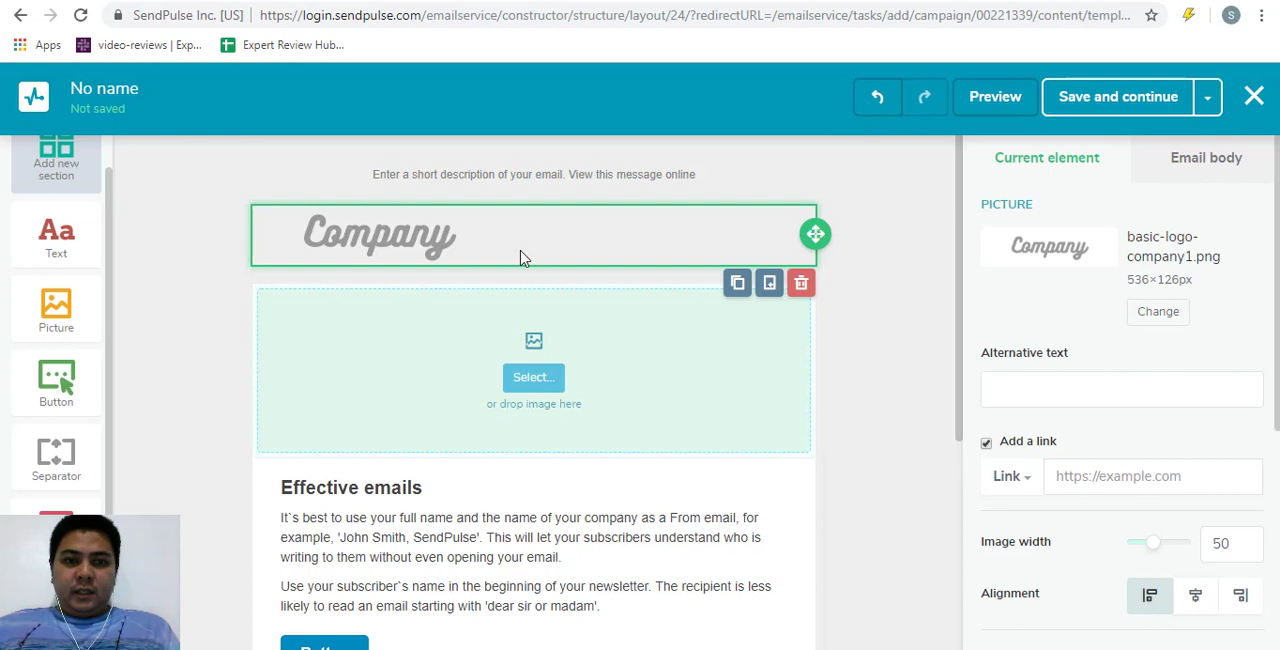 SendPulse Inc. [US] | https://login.sendpulse.com/emailservice/constructor/structure/layout/24/?redirectURL=/emailservice/tasks/add/campaign/00221339/content/templ...
S
Apps
video-reviews | Exp...
Expert Review Hub...
No name
Not saved
Preview
Save and continue
Add new
section
Aa
Text
Picture
Button
Separator
Enter a short description of your email. View this message online
Company
Select...
or drop image here
Effective emails
It`s best to use your full name and the name of your company as a From email, for
example, 'John Smith, SendPulse'. This will let your subscribers understand who is
writing to them without even opening your email.
Use your subscriber`s name in the beginning of your newsletter. The recipient is less
likely to read an email starting with 'dear sir or madam'.
Current element
Email body
PICTURE
Company
basic-logo-
company1.png
536×126px
Change
Alternative text
Add a link
Link
https://example.com
Image width
50
Alignment